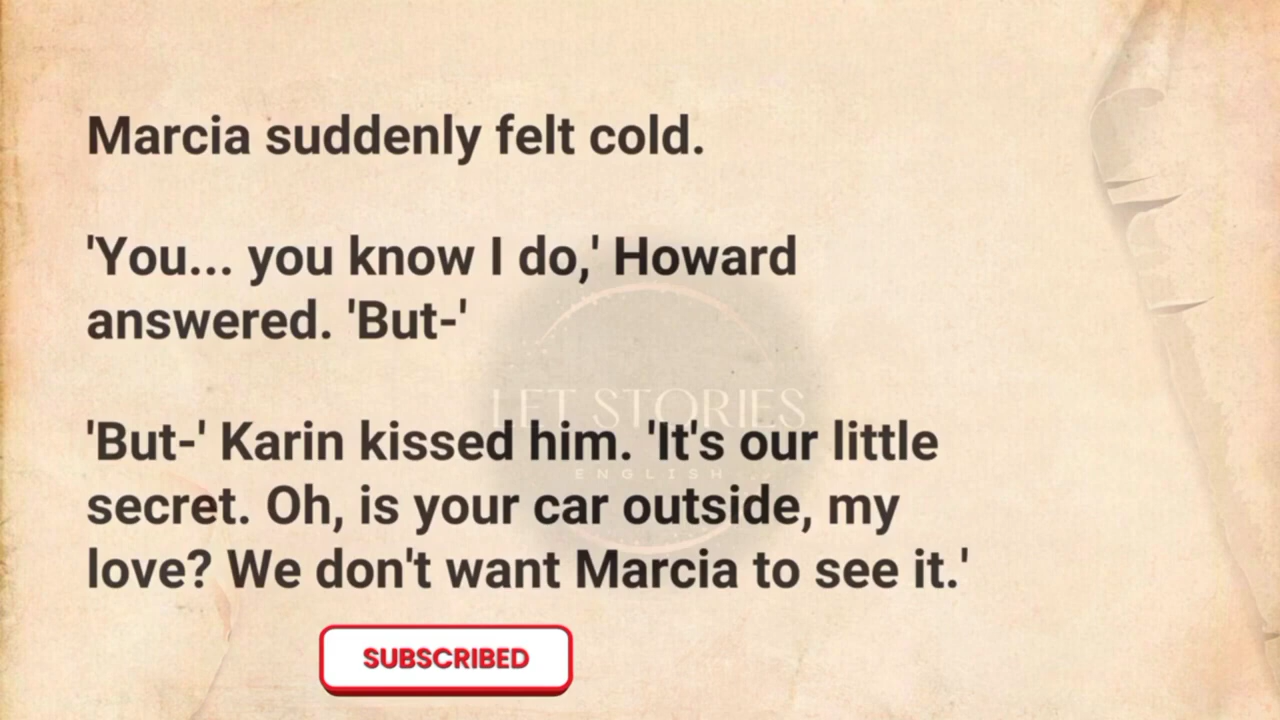 Marcia suddenly felt cold.
'You... you know I do,' Howard
answered. 'But-'
LET STORIES
'But-' Karin kissed him. 'It's our little
ENGLISH
secret. Oh, is your car outside, my
love? We don't want Marcia to see it.'
SUBSCRIBED